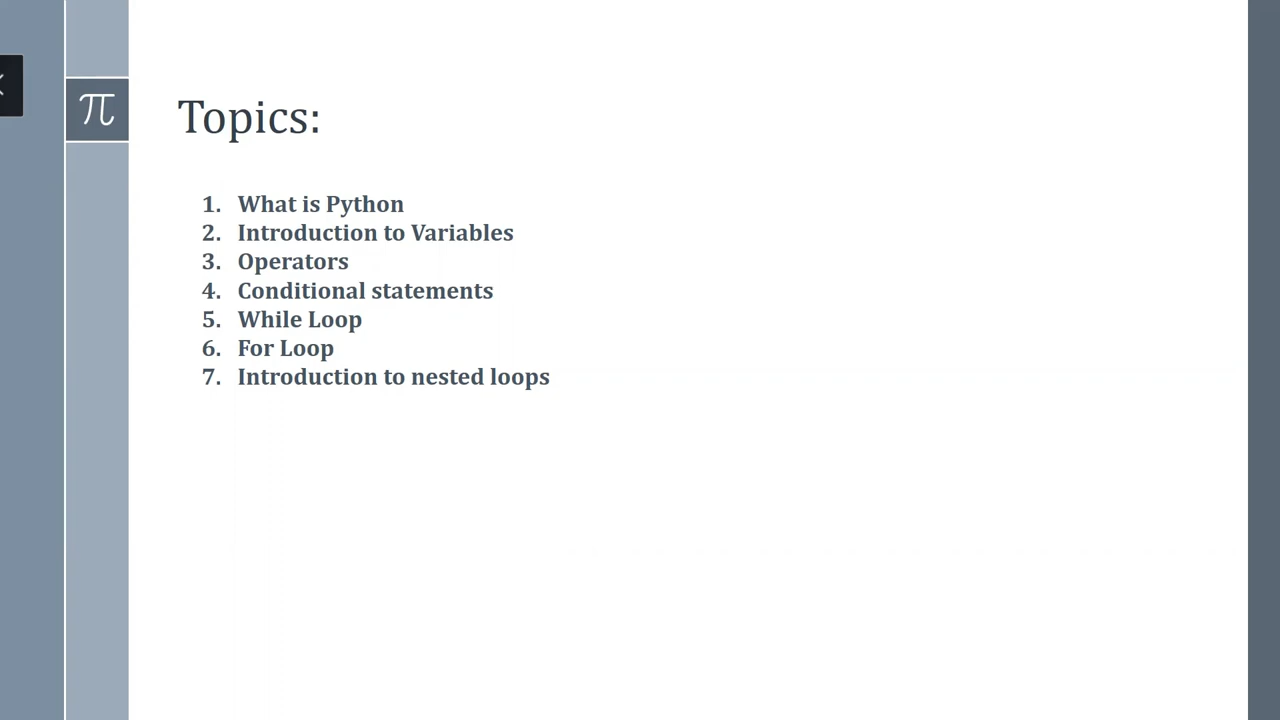 π
Topics:
1. What is Python
2. Introduction to Variables
3. Operators
4. Conditional statements
5. While Loop
6. For Loop
7. Introduction to nested loops